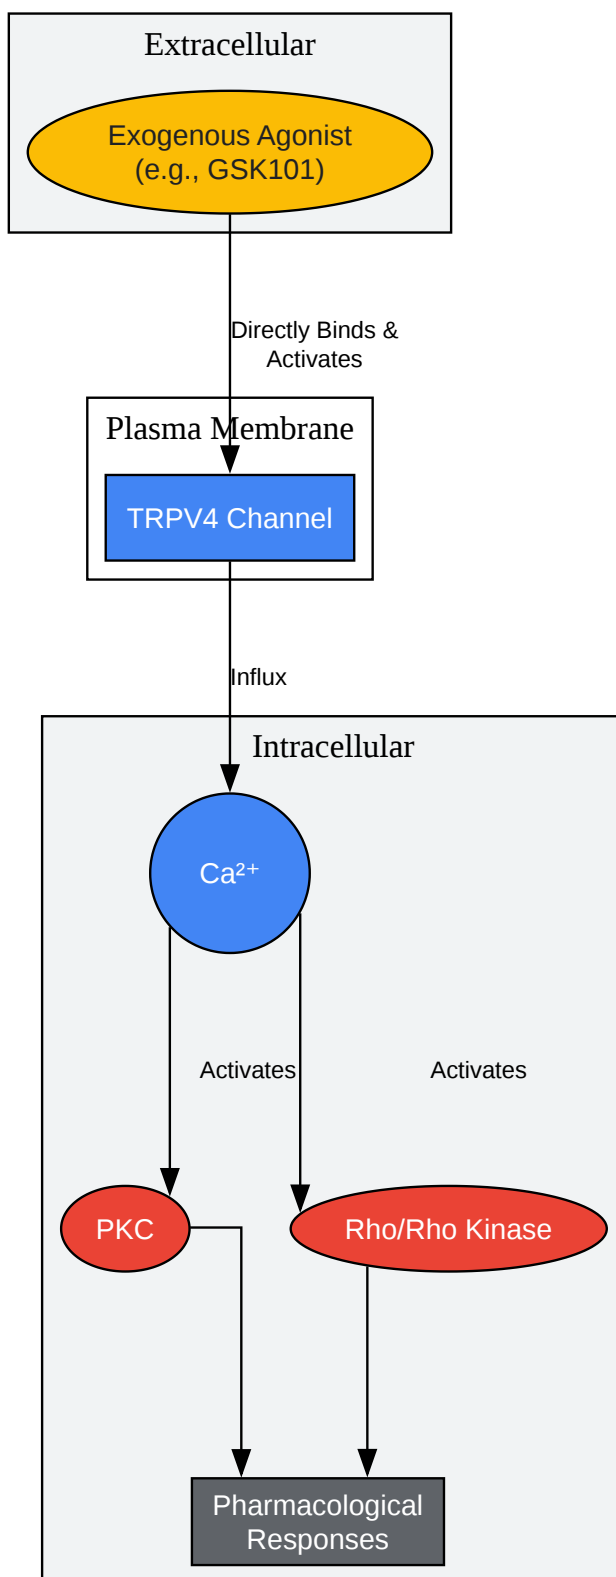 Extracellular
Exogenous Agonist
(e.g., GSK101)
Directly Binds &
Activates
Plasma Membrane
TRPV4 Channel
Influx
Intracellular
Ca²⁺
Activates
Activates
PKC
Rho/Rho Kinase
Pharmacological
Responses